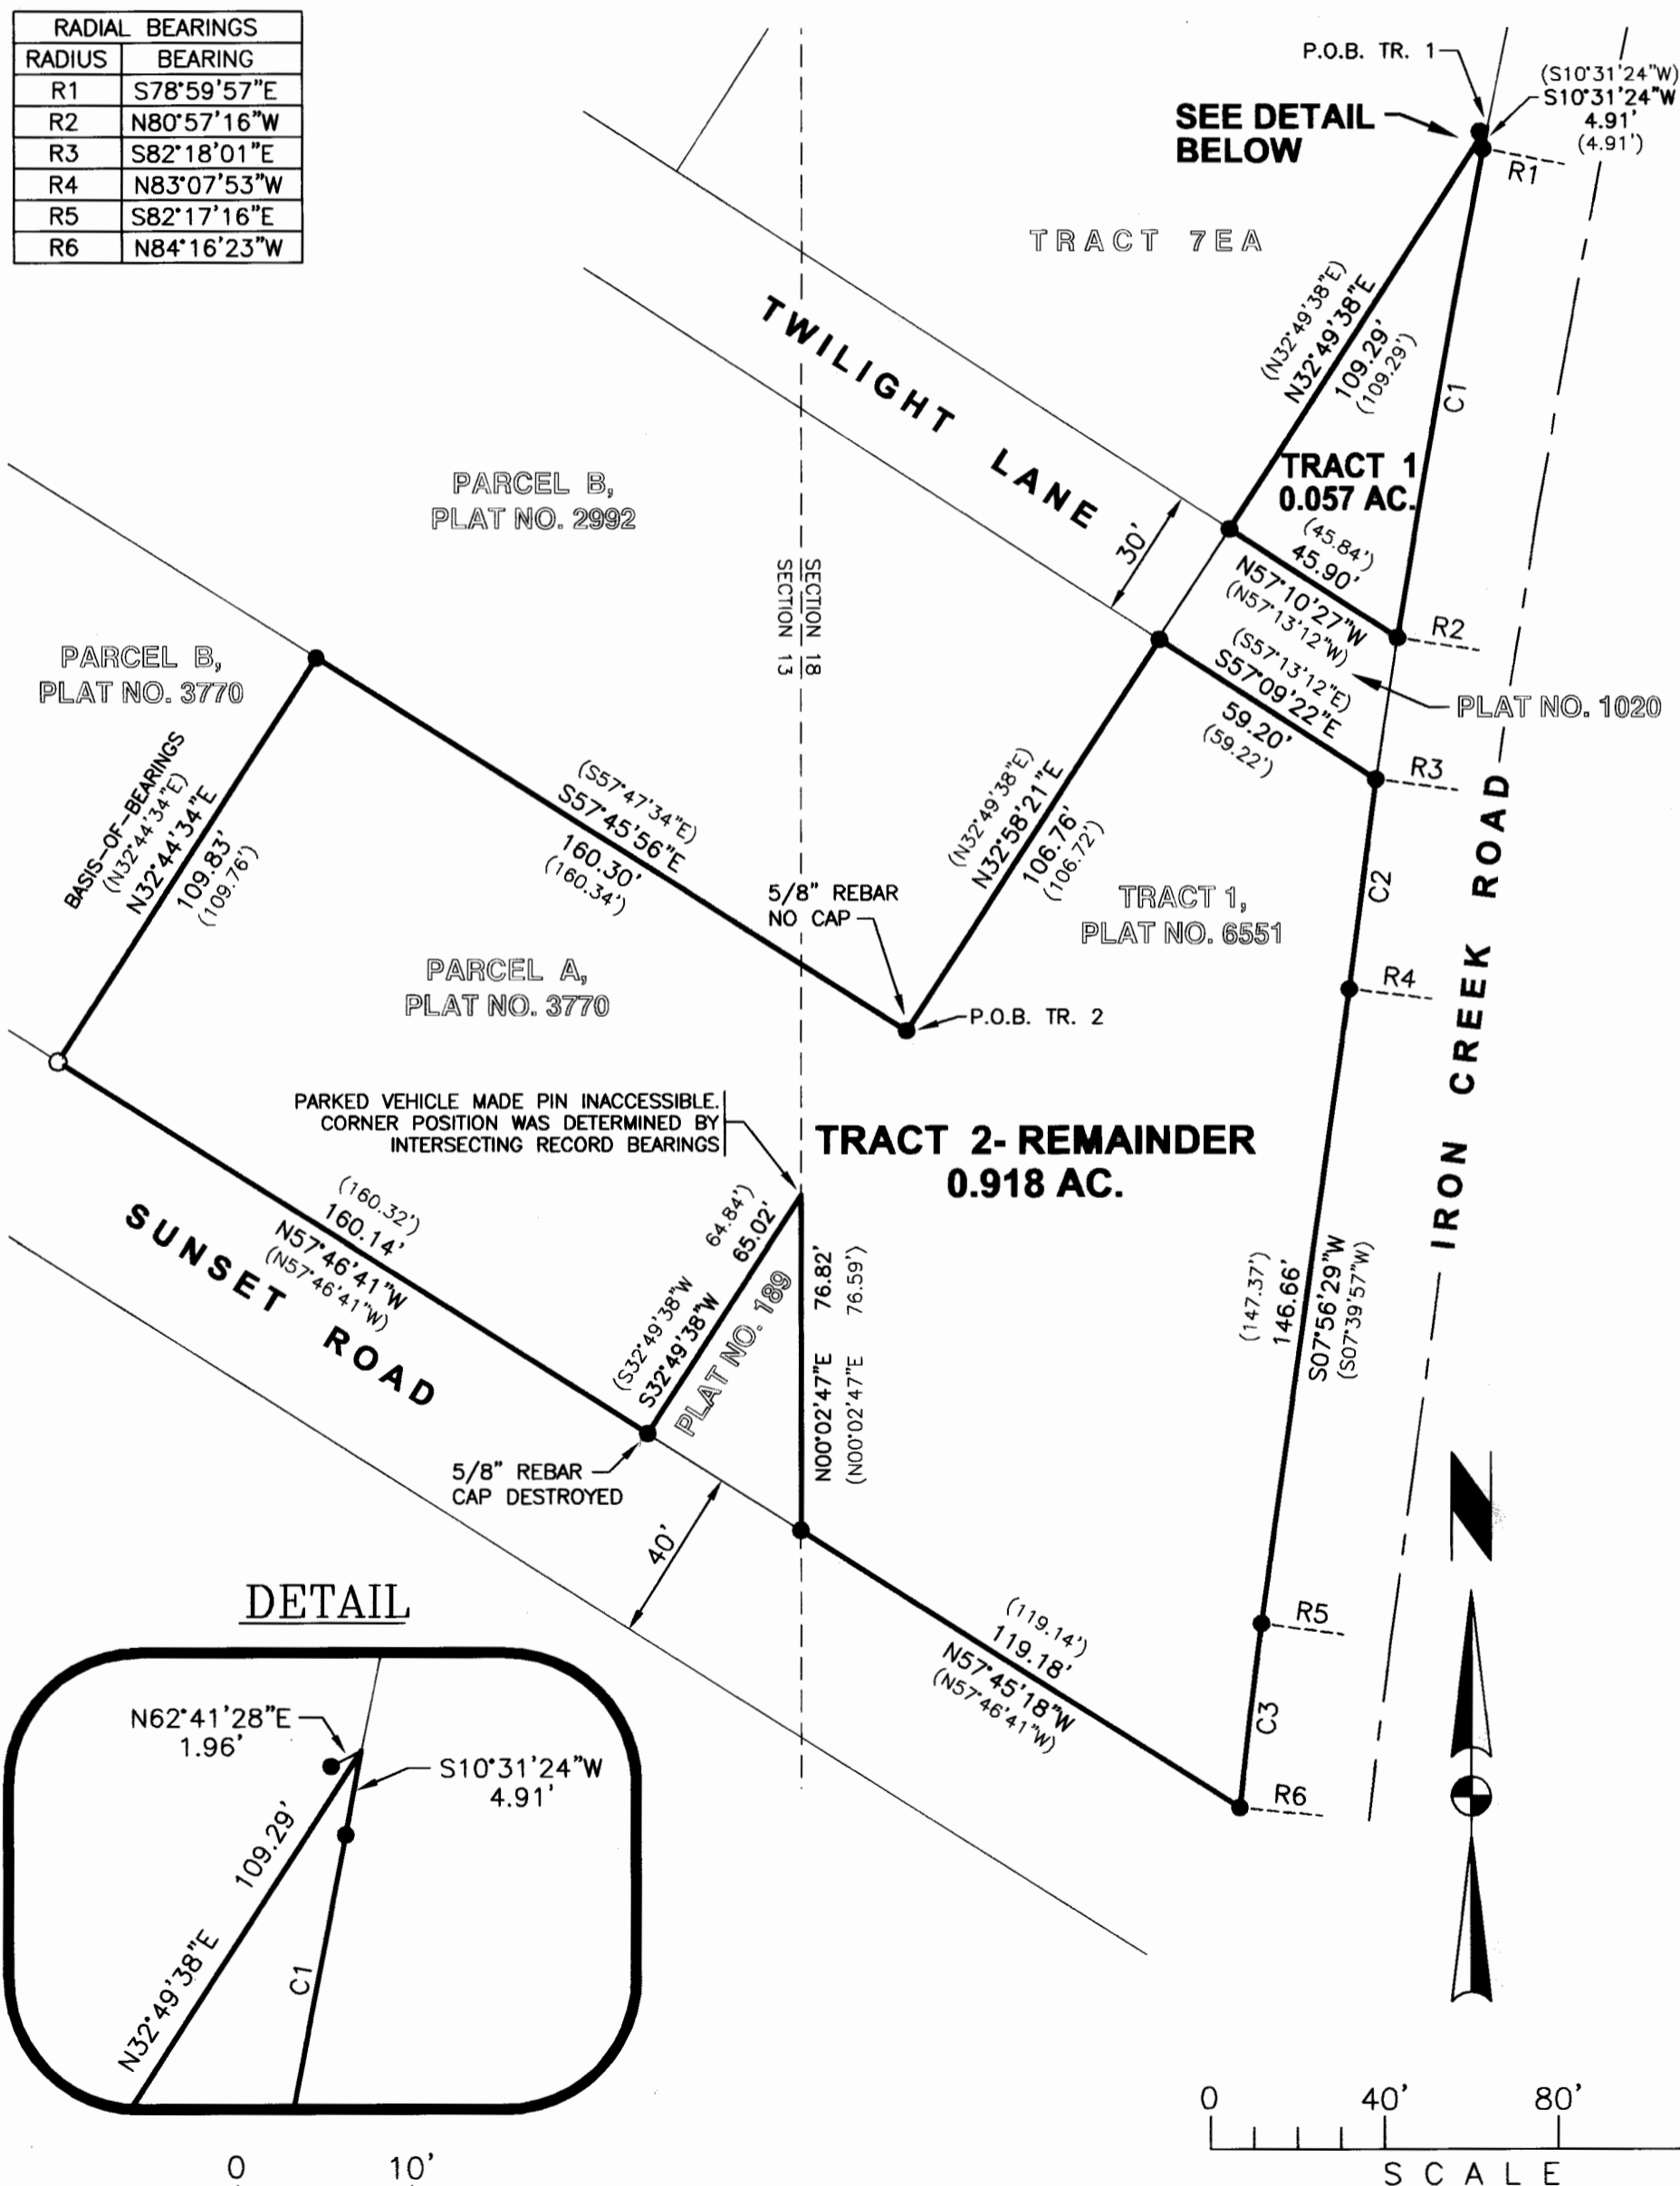 RADIAL BEARINGS
RADIUS BEARING
R1 S78°59'57"E
R2 N80°57'16"W
R3 S82°18'01"E
R4 N83°07'53"W
R5 S82°17'16"E
R6 N84°16'23"W
P.O.B. TR. 1
(S10°31'24"W)
S10°31'24"W
4.91'
(4.91')
SEE DETAIL
BELOW
R1
TRACT 7EA
(N32°49'38"E)
N32°49'38"E
109.29'
(109.29')
C1
TWILIGHT LANE
TRACT 1
0.057 AC.
(45.84')
45.90'
N57°10'27"W
(N57°13'12"W)
30'
R2
PARCEL B,
PLAT NO. 2992
SECTION 18
SECTION 13
(S57°13'12"E)
S57°09'22"E
59.20'
(59.22')
PLAT NO. 1020
R3
PARCEL B,
PLAT NO. 3770
BASIS-OF-BEARINGS
(N32°44'34"E)
N32°44'34"E
109.83'
(109.76')
(S57°47'34"E)
S57°45'56"E
160.30'
(160.34')
(N32°49'38"E)
N32°58'21"E
106.76'
(106.72')
5/8" REBAR
NO CAP
TRACT 1,
PLAT NO. 6551
C2
IRON CREEK ROAD
R4
PARCEL A,
PLAT NO. 3770
P.O.B. TR. 2
PARKED VEHICLE MADE PIN INACCESSIBLE.
CORNER POSITION WAS DETERMINED BY
INTERSECTING RECORD BEARINGS
TRACT 2- REMAINDER
0.918 AC.
(160.32')
160.14'
N57°46'41"W
(N57°46'41"W)
SUNSET ROAD
(S32°49'38"W 64.84')
S32°49'38"W 65.02'
PLAT NO. 189
N00°02'47"E 76.82'
(N00°02'47"E 76.59')
(147.37')
146.66'
S07°56'29"W
(S07°39'57"W)
5/8" REBAR
CAP DESTROYED
40'
N
R5
(119.14')
119.18'
N57°45'18"W
(N57°46'41"W)
C3
R6
DETAIL
N62°41'28"E
1.96'
S10°31'24"W
4.91'
109.29'
N32°49'38"E
C1
0 10'
0 40' 80'
SCALE